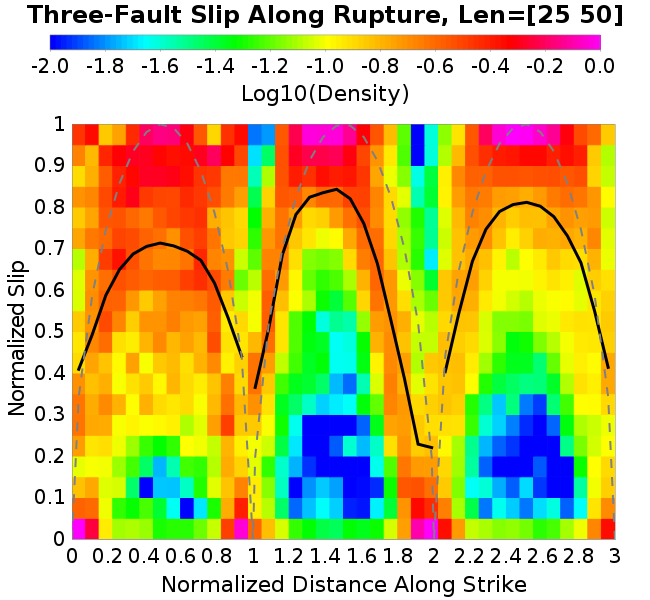 Three-Fault Slip Along Rupture, Len=[25 50]
-2.0 -1.8 -1.6 -1.4 -1.2 -1.0 -0.8 -0.6 -0.4 -0.2 0.0
Log10(Density)
1
0.9
0.8
0.7
0.6
0.5
0.4
0.3
0.2
0.1
0
Normalized Slip
0 0.2 0.4 0.6 0.8 1 1.2 1.4 1.6 1.8 2 2.2 2.4 2.6 2.8 3
Normalized Distance Along Strike